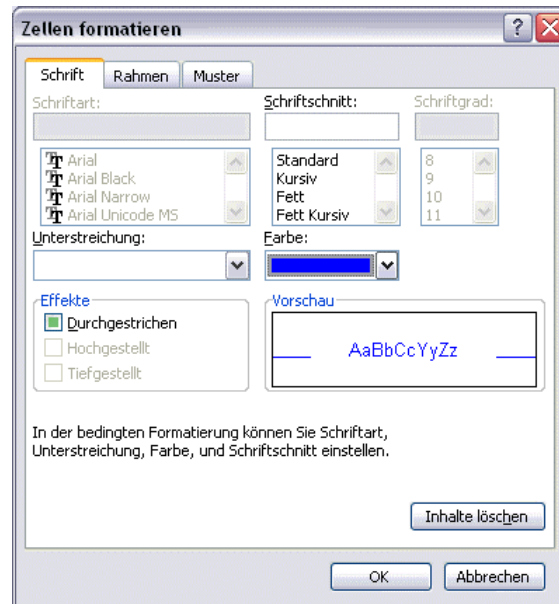 Zellen formatieren
Schrift Rahmen Muster
Schriftart: Schriftschnitt: Schriftgrad:
Arial Standard 8
Arial Black Kursiv 9
Arial Narrow Fett 10
Arial Unicode MS Fett Kursiv 11
Unterstreichung: Farbe:
Effekte Vorschau
Durchgestrichen
Hochgestellt
Tiefgestellt
AaBbCcYyZz
In der bedingten Formatierung können Sie Schriftart,
Unterstreichung, Farbe, und Schriftschnitt einstellen.
Inhalte löschen
OK Abbrechen